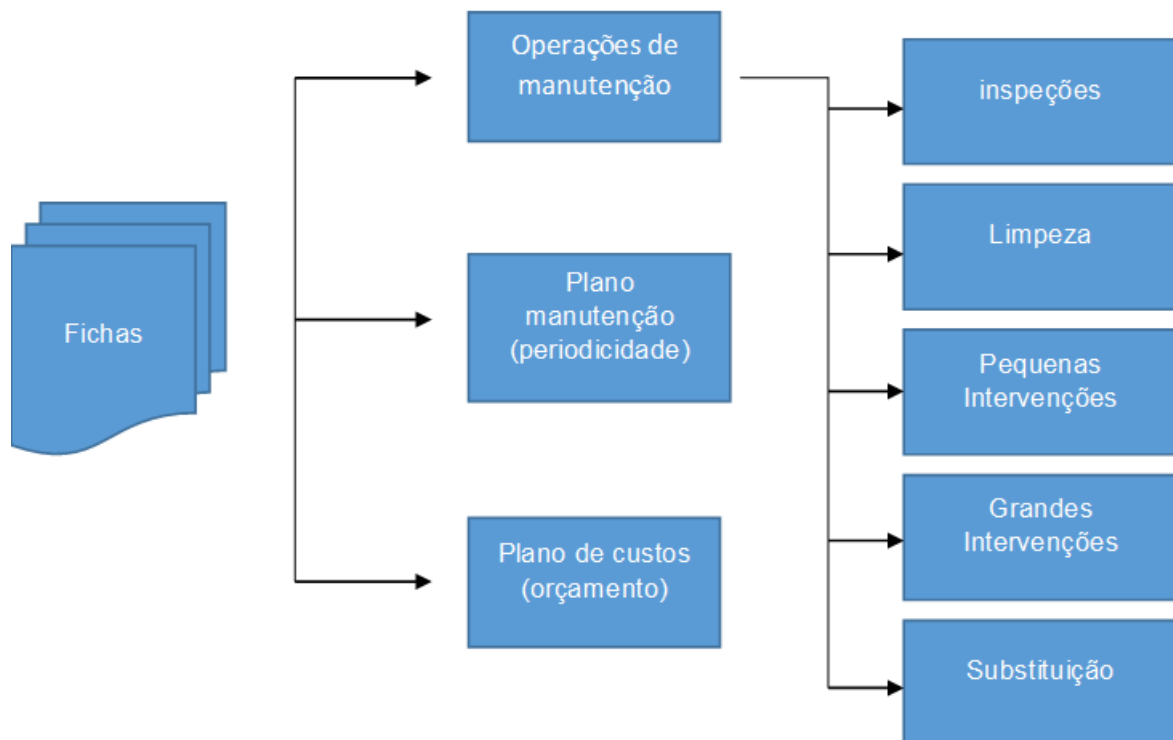 Fichas
Operações de
manutenção
Plano
manutenção
(periodicidade)
Plano de custos
(orçamento)
inspeções
Limpeza
Pequenas
Intervenções
Grandes
Intervenções
Substituição